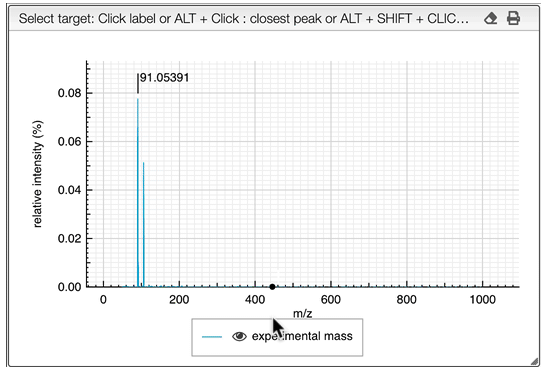 Select target: Click label or ALT + Click : closest peak or ALT + SHIFT + CLIC...
91.05391
0.08
0.06
0.04
0.02
0.00
relative intensity (%)
0 200 400 600 800 1000
m/z
experimental mass